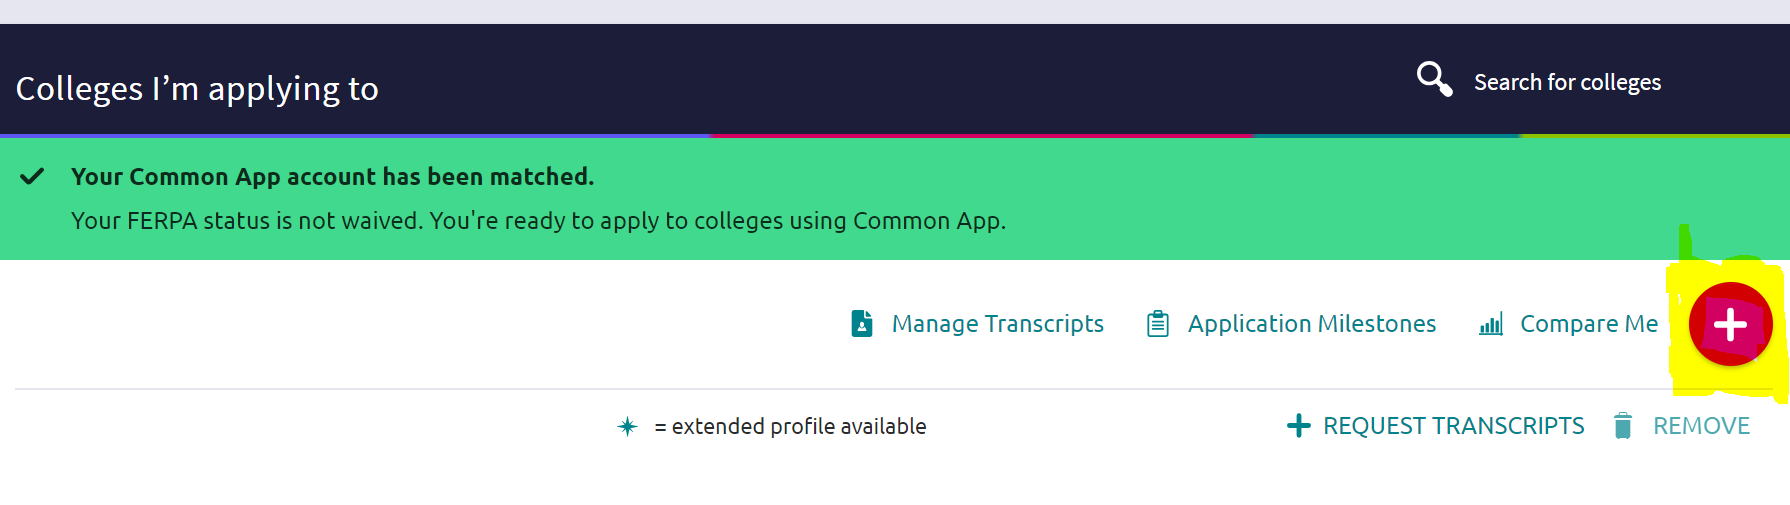 Colleges I’m applying to
Search for colleges
Your Common App account has been matched.
Your FERPA status is not waived. You're ready to apply to colleges using Common App.
Manage Transcripts Application Milestones Compare Me
= extended profile available
REQUEST TRANSCRIPTS REMOVE